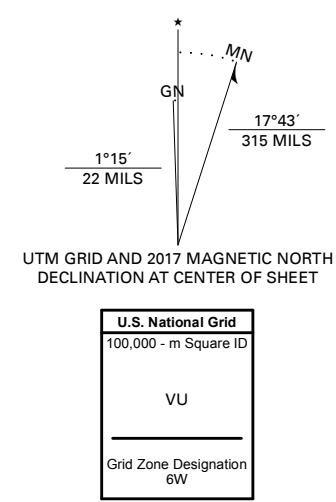 ★
MN
GN
17°43´
315 MILS
1°15´
22 MILS
UTM GRID AND 2017 MAGNETIC NORTH
DECLINATION AT CENTER OF SHEET
U.S. National Grid
100,000 - m Square ID
VU
Grid Zone Designation
6W